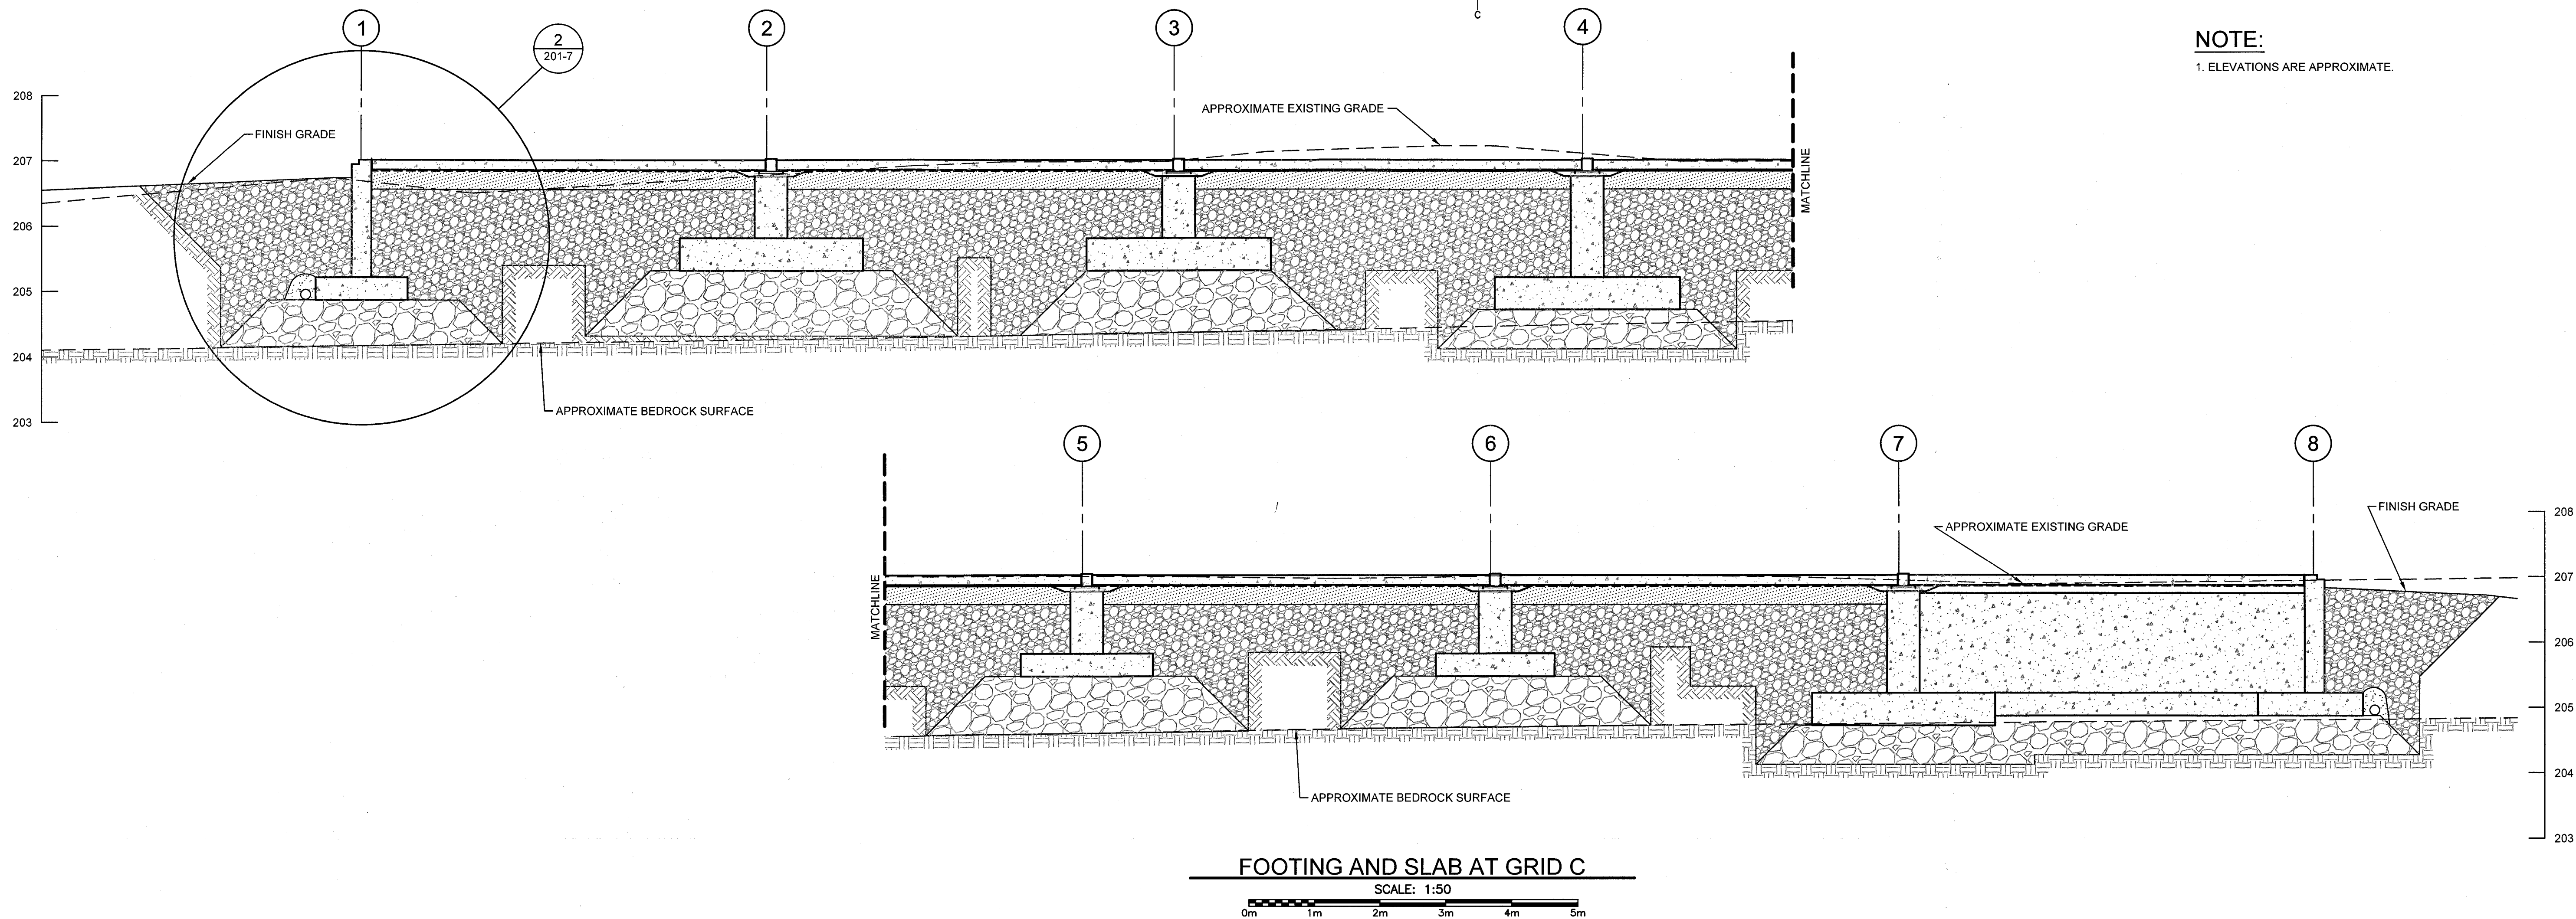 C
1
2
3
4
2
201-7
NOTE:
1. ELEVATIONS ARE APPROXIMATE.
208
207
206
205
204
203
FINISH GRADE
APPROXIMATE EXISTING GRADE
MATCHLINE
APPROXIMATE BEDROCK SURFACE
5
6
7
8
MATCHLINE
APPROXIMATE EXISTING GRADE
FINISH GRADE
208
207
206
205
204
203
APPROXIMATE BEDROCK SURFACE
FOOTING AND SLAB AT GRID C
SCALE: 1:50
0m 1m 2m 3m 4m 5m